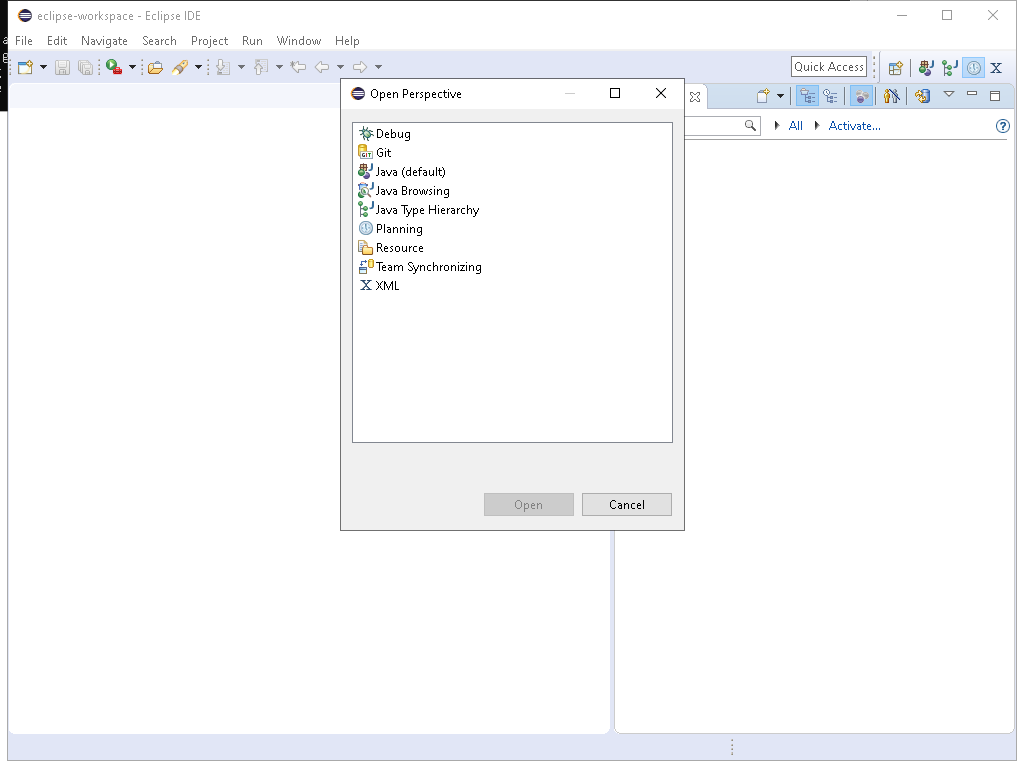 eclipse-workspace - Eclipse IDE
File Edit Navigate Search Project Run Window Help
Quick Access
X
Open Perspective
All Activate...
Debug
GIT Git
Java (default)
Java Browsing
Java Type Hierarchy
Planning
Resource
Team Synchronizing
X XML
Open Cancel